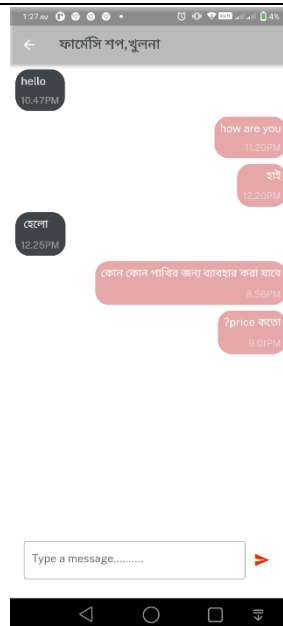 1:27 AM
4%
ফার্মেসি শপ,খুলনা
hello
10.47PM
how are you
11.20PM
হাই
12.20PM
হেলো
12.25PM
কোন কোন পাখির জন্য ব্যাবহার করা যাবে
8.56PM
?price কতো
9.01PM
Type a message..........